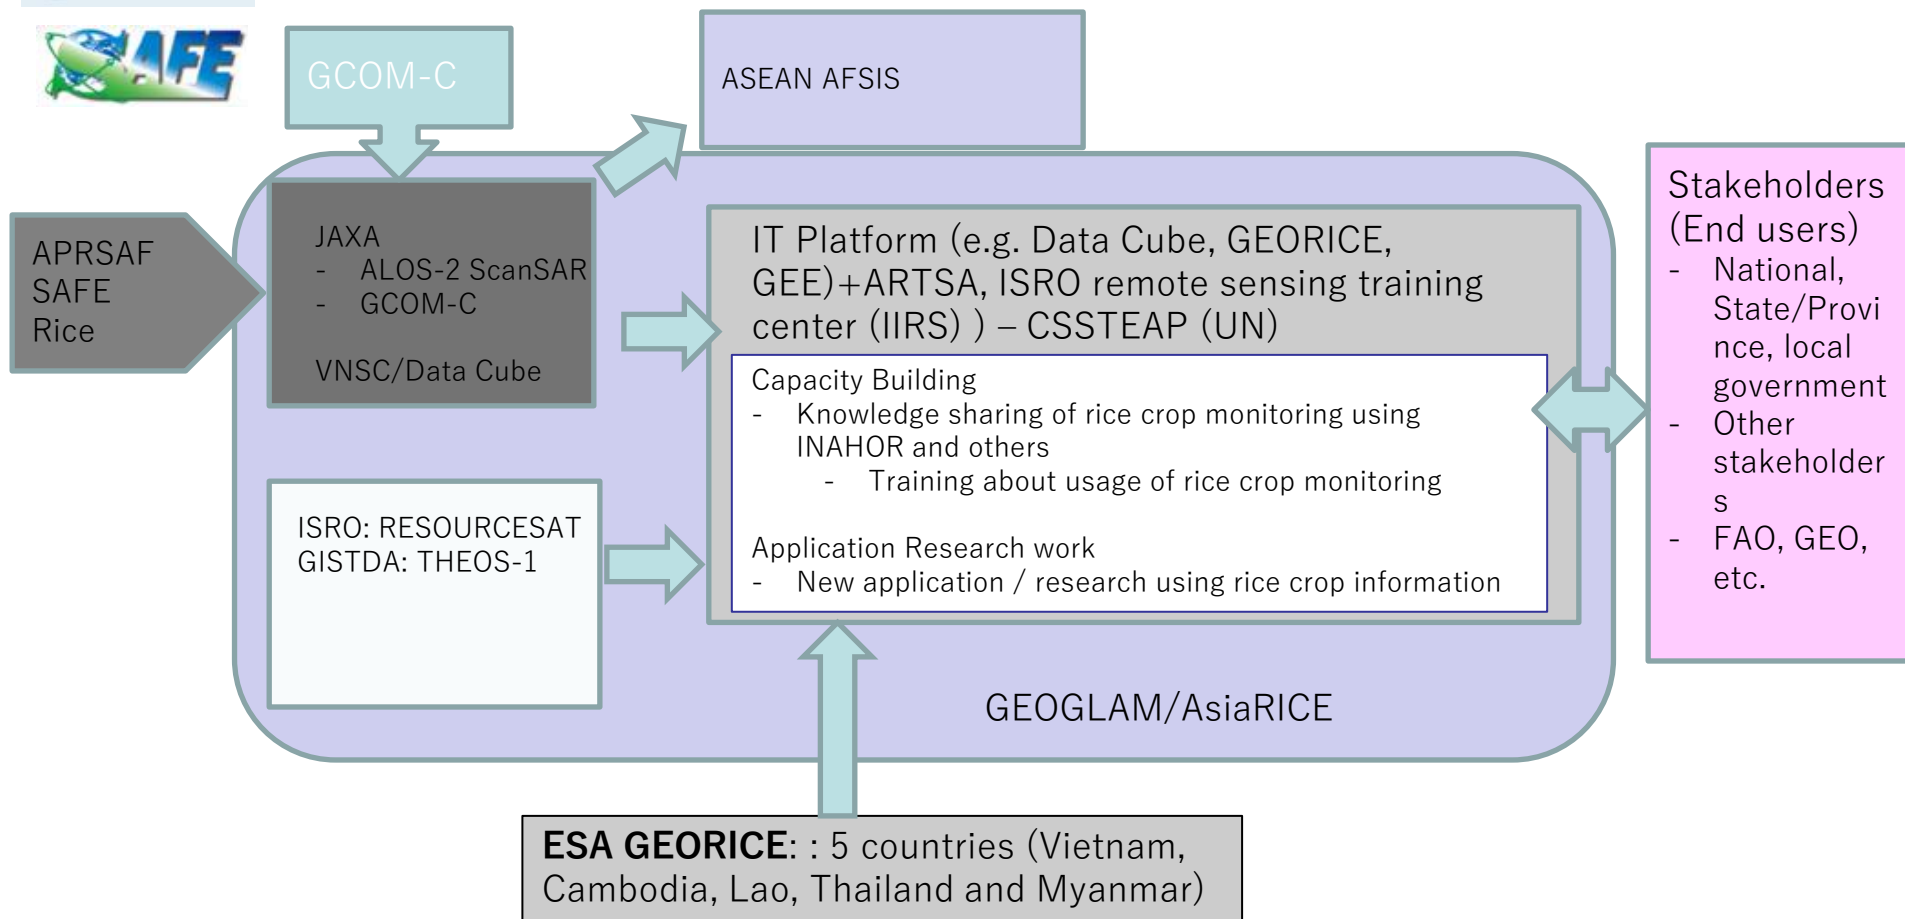 SAFE
GCOM-C
ASEAN AFSIS
APRSAF
SAFE
Rice
JAXA
- ALOS-2 ScanSAR
- GCOM-C
VNSC/Data Cube
ISRO: RESOURCESAT
GISTDA: THEOS-1
IT Platform (e.g. Data Cube, GEORICE,
GEE)+ARTSA, ISRO remote sensing training
center (IIRS) ) – CSSTEAP (UN)
Capacity Building
- Knowledge sharing of rice crop monitoring using
INAHOR and others
- Training about usage of rice crop monitoring
Application Research work
- New application / research using rice crop information
GEOGLAM/AsiaRICE
ESA GEORICE: : 5 countries (Vietnam,
Cambodia, Lao, Thailand and Myanmar)
Stakeholders
(End users)
- National,
State/Provi
nce, local
government
- Other
stakeholder
s
- FAO, GEO,
etc.